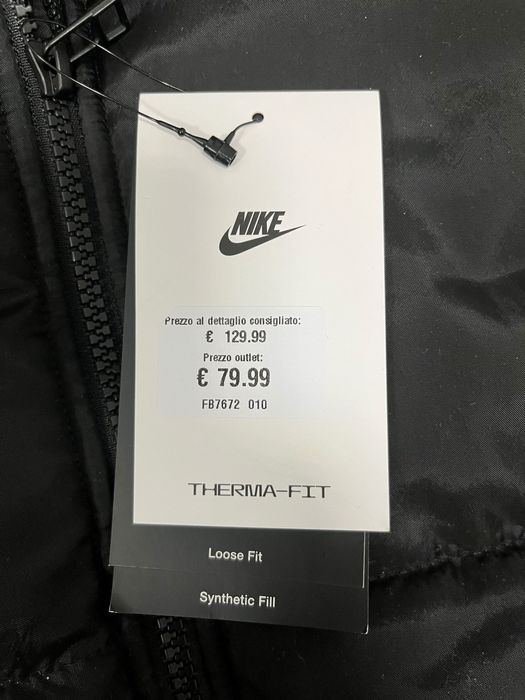 NIKE
Prezzo al dettaglio consigliato:
€ 129.99
Prezzo outlet:
€ 79.99
FB7672 010
THERMA-FIT
Loose Fit
Synthetic Fill